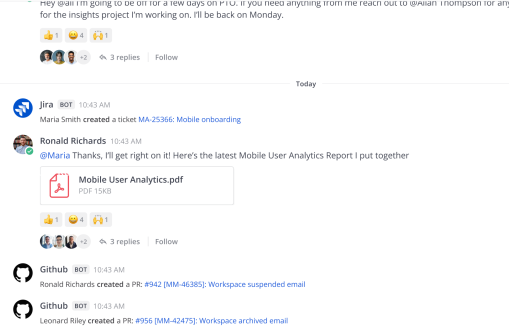 Hey @all I'm going to be off for a few days on PTO. If you need anything from me reach out to @Allan Thompson for any
for the insights project I'm working on. I'll be back on Monday.
👍 1 😄 4 🙌 1
+2 3 replies Follow
Today
Jira BOT 10:43 AM
Maria Smith created a ticket MA-25366: Mobile onboarding
Ronald Richards 10:43 AM
@Maria Thanks, I'll get right on it! Here's the latest Mobile User Analytics Report I put together
Mobile User Analytics.pdf
PDF 15KB
👍 1 😄 4 🙌 1
+2 3 replies Follow
Github BOT 10:43 AM
Ronald Richards created a PR: #942 [MM-46385]: Workspace suspended email
Github BOT 10:43 AM
Leonard Riley created a PR: #956 [MM-42475]: Workspace archived email